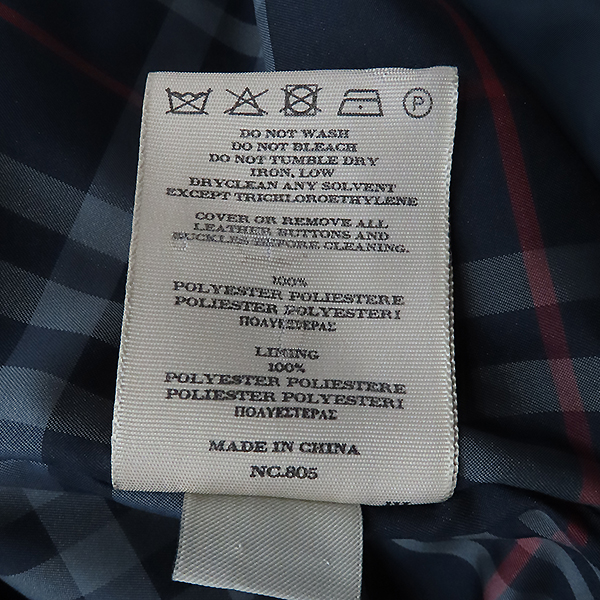 P
DO NOT WASH
DO NOT BLEACH
DO NOT TUMBLE DRY
IRON, LOW
DRYCLEAN ANY SOLVENT
EXCEPT TRICHLOROETHYLENE
COVER OR REMOVE ALL
LEATHER BUTTONS AND
BUCKLES BEFORE CLEANING.
100%
POLYESTER POLIESTERE
POLIESTER POLYESTERI
ΠΟΛΥΕΣΤΕΡΑΣ
LINING
100%
POLYESTER POLIESTERE
POLIESTER POLYESTERI
ΠΟΛΥΕΣΤΕΡΑΣ
MADE IN CHINA
NC.805